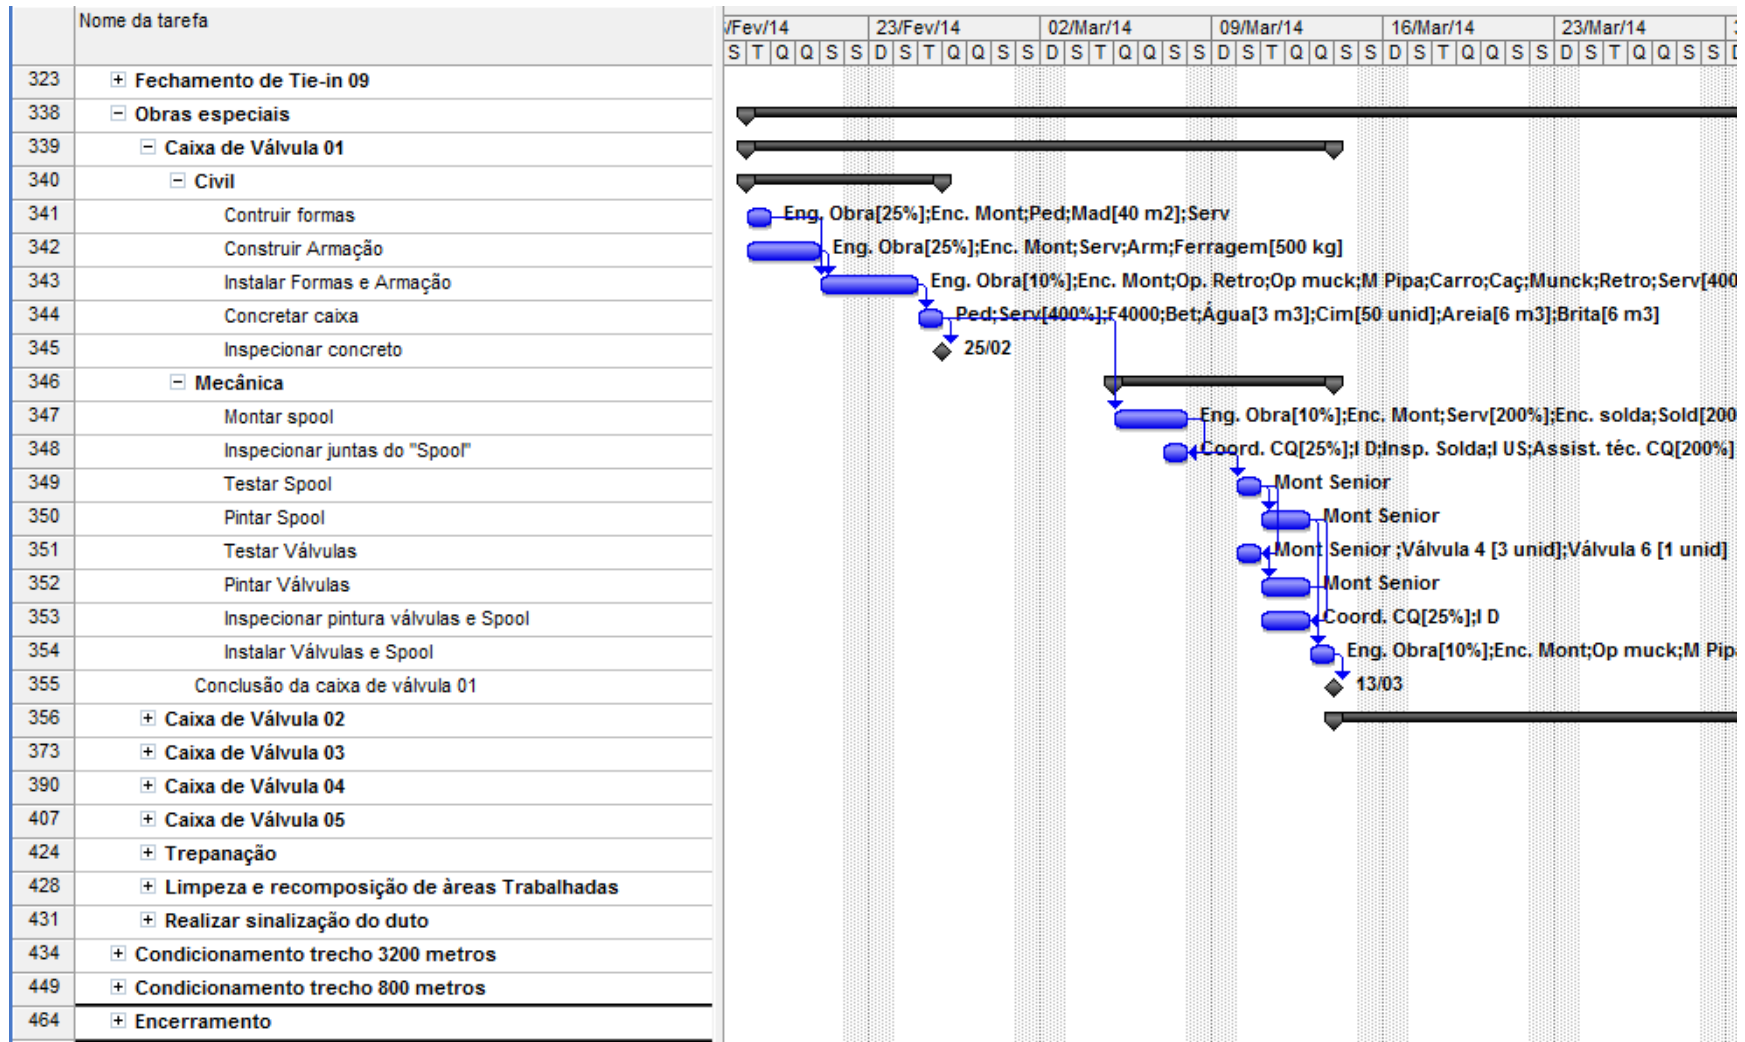 Nome da tarefa
/Fev/14 23/Fev/14 02/Mar/14 09/Mar/14 16/Mar/14 23/Mar/14
S T Q Q S S D S T Q Q S S D S T Q Q S S D S T Q Q S S D S T Q Q S S D S T Q Q S S D
323 Fechamento de Tie-in 09
338 Obras especiais
339 Caixa de Válvula 01
340 Civil
341 Contruir formas Eng. Obra[25%];Enc. Mont;Ped;Mad[40 m2];Serv
342 Construir Armação Eng. Obra[25%];Enc. Mont;Serv;Arm;Ferragem[500 kg]
343 Instalar Formas e Armação Eng. Obra[10%];Enc. Mont;Op. Retro;Op muck;M Pipa;Carro;Caç;Munck;Retro;Serv[400
344 Concretar caixa Ped;Serv[400%];F4000;Bet;Água[3 m3];Cim[50 unid];Areia[6 m3];Brita[6 m3]
345 Inspecionar concreto 25/02
346 Mecânica
347 Montar spool Eng. Obra[10%];Enc. Mont;Serv[200%];Enc. solda;Sold[200
348 Inspecionar juntas do "Spool" Coord. CQ[25%];I D;Insp. Solda;I US;Assist. téc. CQ[200%]
349 Testar Spool Mont Senior
350 Pintar Spool Mont Senior
351 Testar Válvulas Mont Senior ;Válvula 4 [3 unid];Válvula 6 [1 unid]
352 Pintar Válvulas Mont Senior
353 Inspecionar pintura válvulas e Spool Coord. CQ[25%];I D
354 Instalar Válvulas e Spool Eng. Obra[10%];Enc. Mont;Op muck;M Pip
355 Conclusão da caixa de válvula 01 13/03
356 Caixa de Válvula 02
373 Caixa de Válvula 03
390 Caixa de Válvula 04
407 Caixa de Válvula 05
424 Trepanação
428 Limpeza e recomposição de àreas Trabalhadas
431 Realizar sinalização do duto
434 Condicionamento trecho 3200 metros
449 Condicionamento trecho 800 metros
464 Encerramento